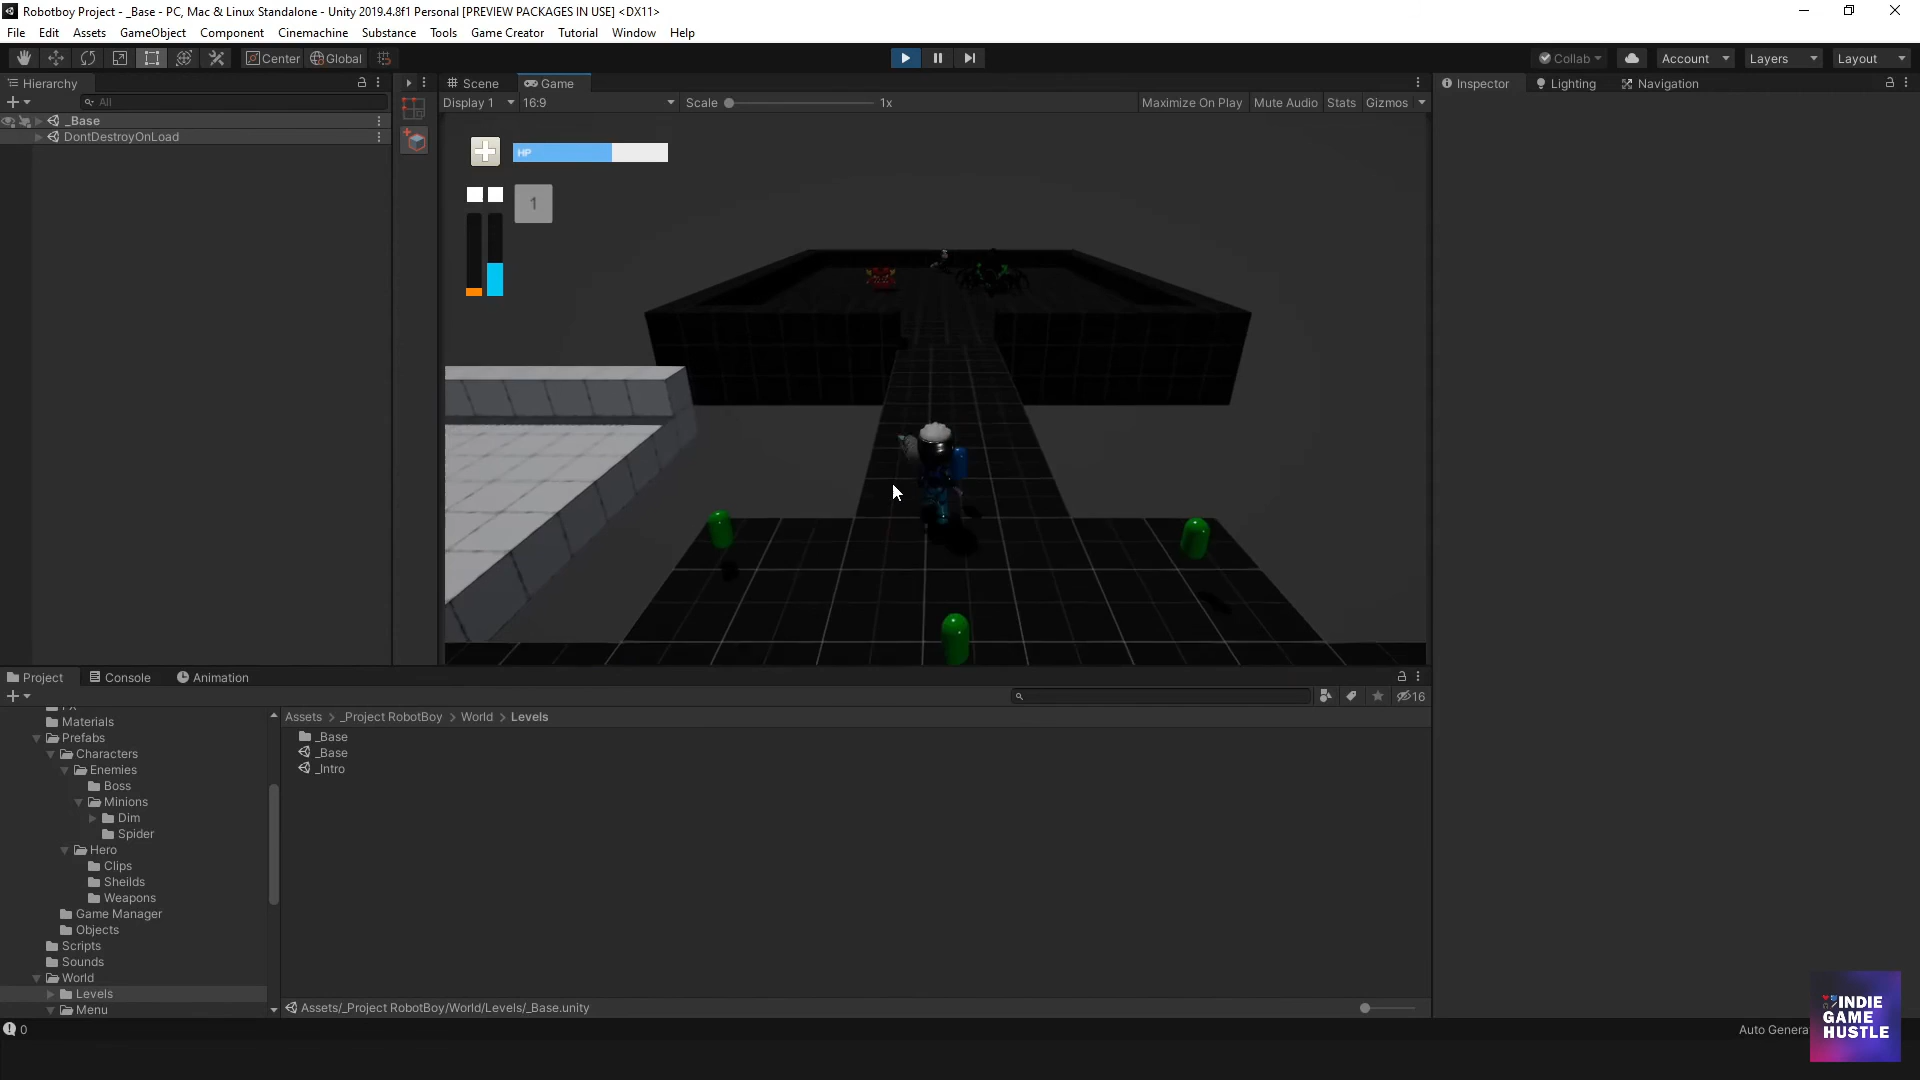 Robotboy Project - _Base - PC, Mac & Linux Standalone - Unity 2019.4.8f1 Personal [PREVIEW PACKAGES IN USE] <DX11>
File Edit Assets GameObject Component Cinemachine Substance Tools Game Creator Tutorial Window Help
Center Global Collab Account Layers Layout
Hierarchy Scene Game Inspector Lighting Navigation
All Display 1 16:9 Scale 1x Maximize On Play Mute Audio Stats Gizmos
_Base
DontDestroyOnLoad
HP
1
Project Console Animation
16
Assets > _Project RobotBoy > World > Levels
Materials
Prefabs
Characters
Enemies
Boss
Minions
Dim
Spider
Hero
Clips
Sheilds
Weapons
Game Manager
Objects
Scripts
Sounds
World
Levels
Menu
_Base
_Base
_Intro
Assets/_Project RobotBoy/World/Levels/_Base.unity
0
Auto Genera
INDIE
GAME
HUSTLE